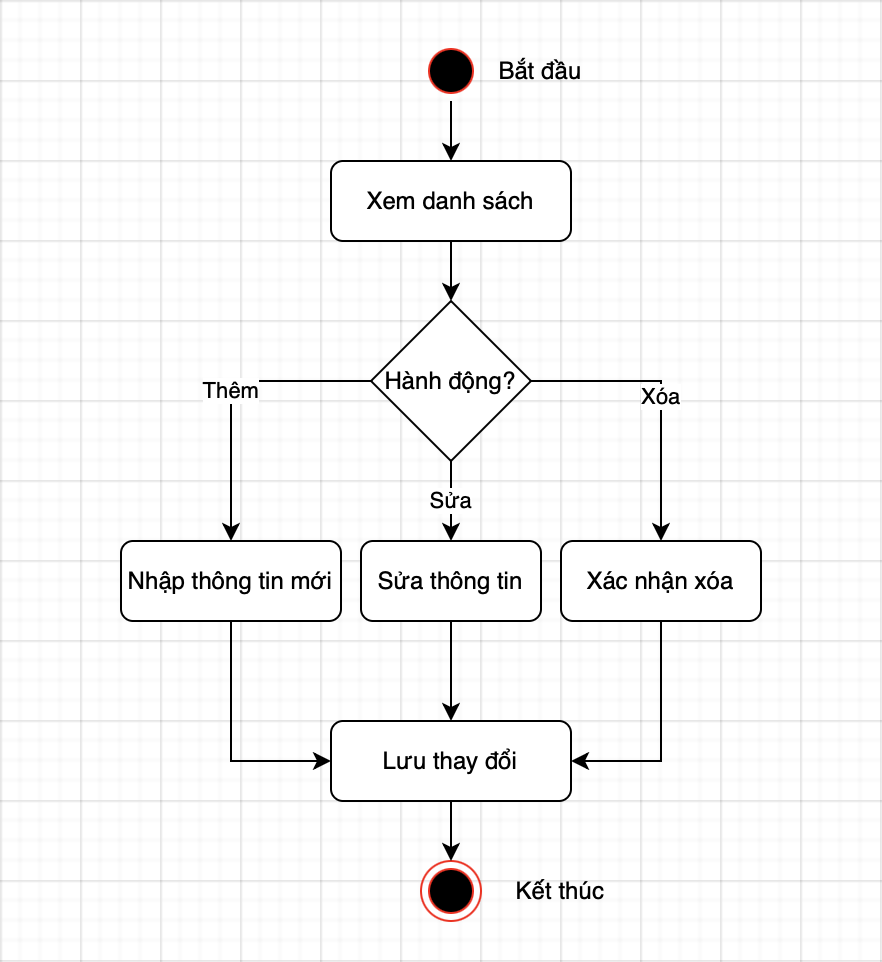 Bắt đầu
Xem danh sách
Hành động?
Thêm
Xóa
Sửa
Nhập thông tin mới
Sửa thông tin
Xác nhận xóa
Lưu thay đổi
Kết thúc